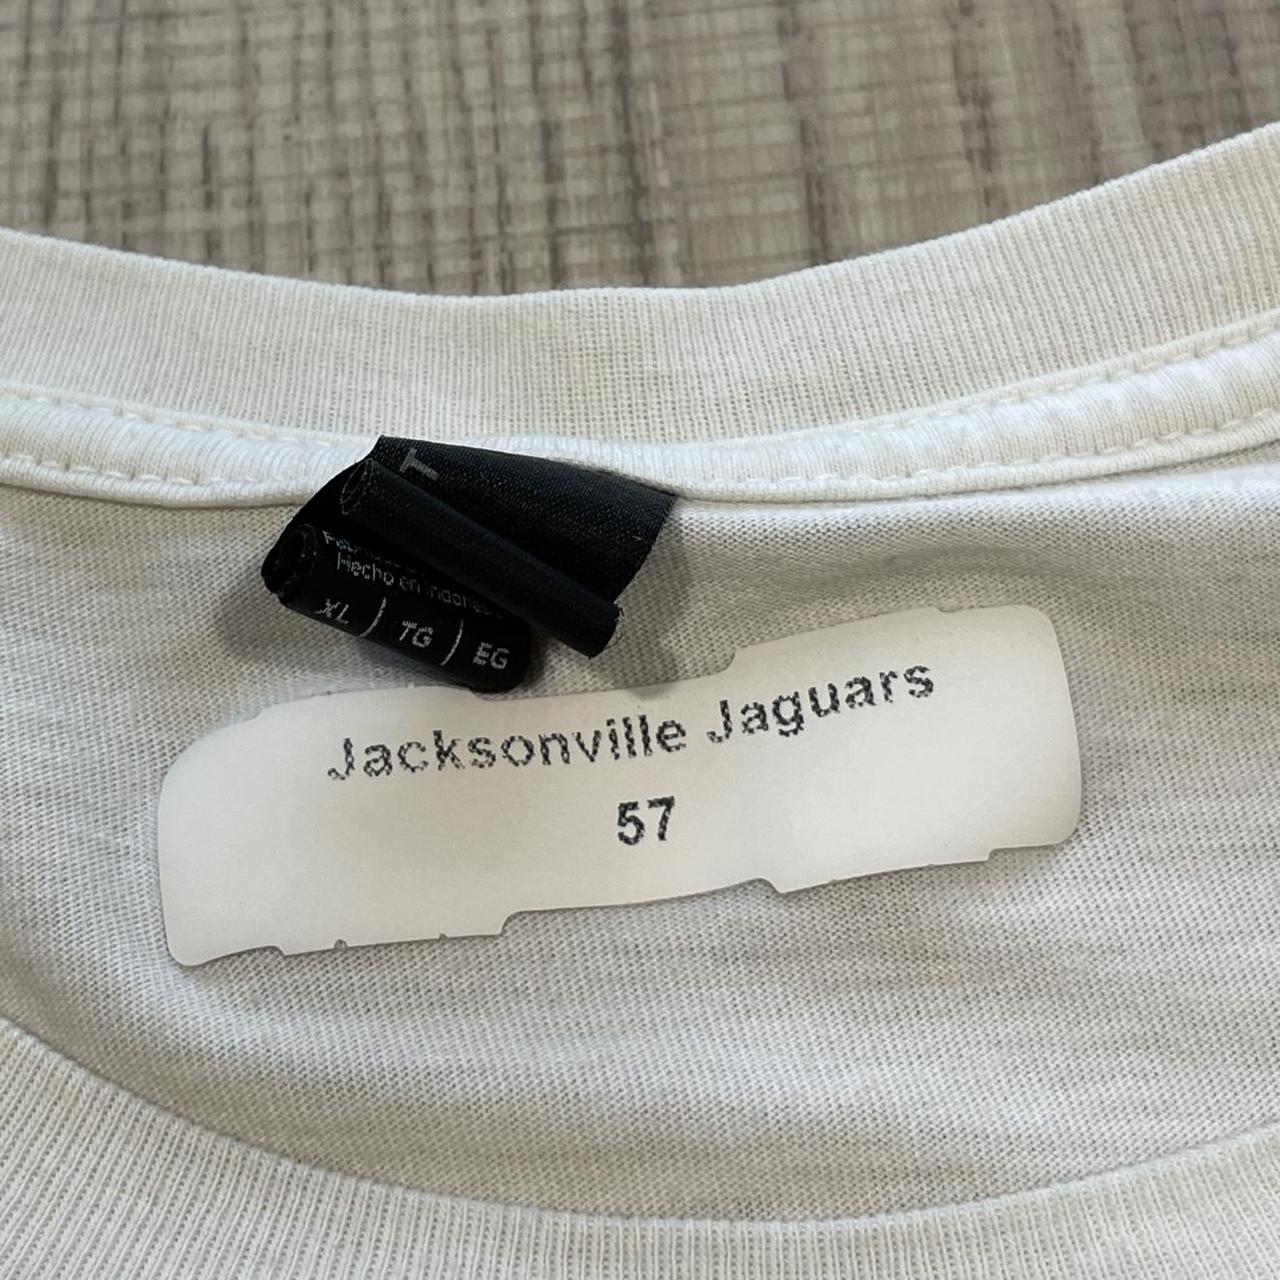 T
Hecho en Indonesia
XL | TG | EG
Jacksonville Jaguars
57